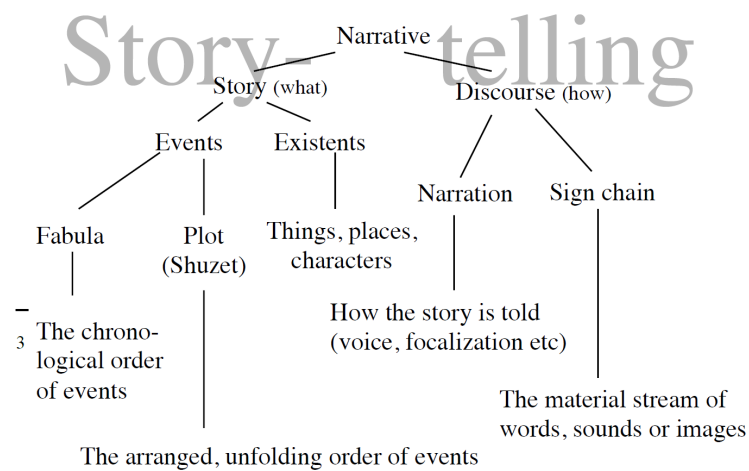 Story- telling
Narrative
Story (what)
Discourse (how)
Events
Existents
Narration
Sign chain
Fabula
Plot
(Shuzet)
Things, places,
characters
How the story is told
(voice, focalization etc)
3
The chrono-
logical order
of events
The material stream of
words, sounds or images
The arranged, unfolding order of events